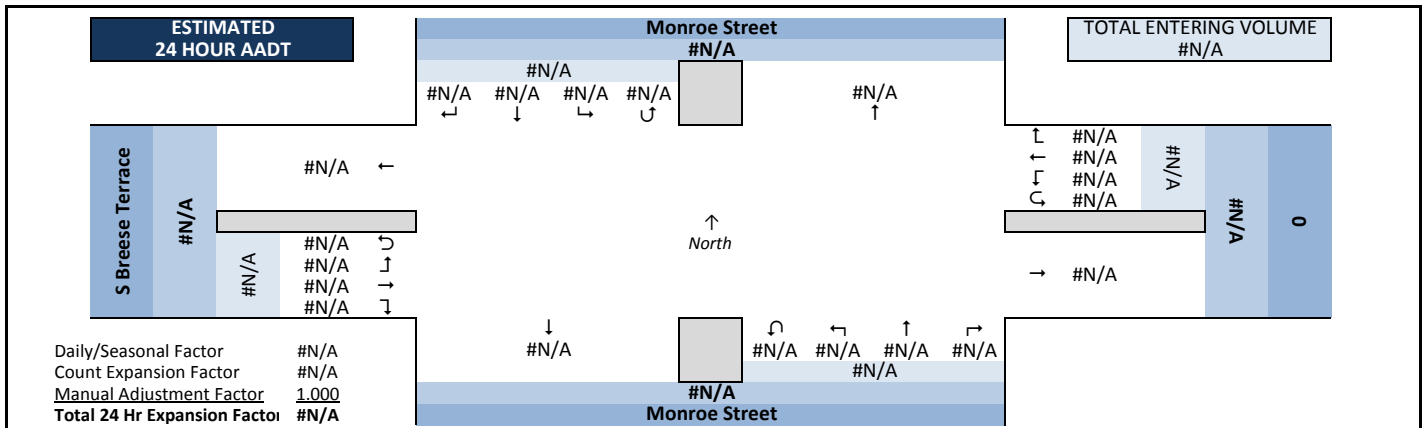 ESTIMATED
24 HOUR AADT
Monroe Street
#N/A
TOTAL ENTERING VOLUME
#N/A
#N/A
#N/A #N/A #N/A #N/A
#N/A
S Breese Terrace
#N/A
#N/A
#N/A
#N/A
#N/A
#N/A
#N/A
#N/A
#N/A
#N/A
#N/A
#N/A
#N/A
#N/A
0
#N/A
North
#N/A
#N/A #N/A #N/A #N/A
#N/A
#N/A
Monroe Street
Daily/Seasonal Factor #N/A
Count Expansion Factor #N/A
Manual Adjustment Factor 1.000
Total 24 Hr Expansion Factor #N/A